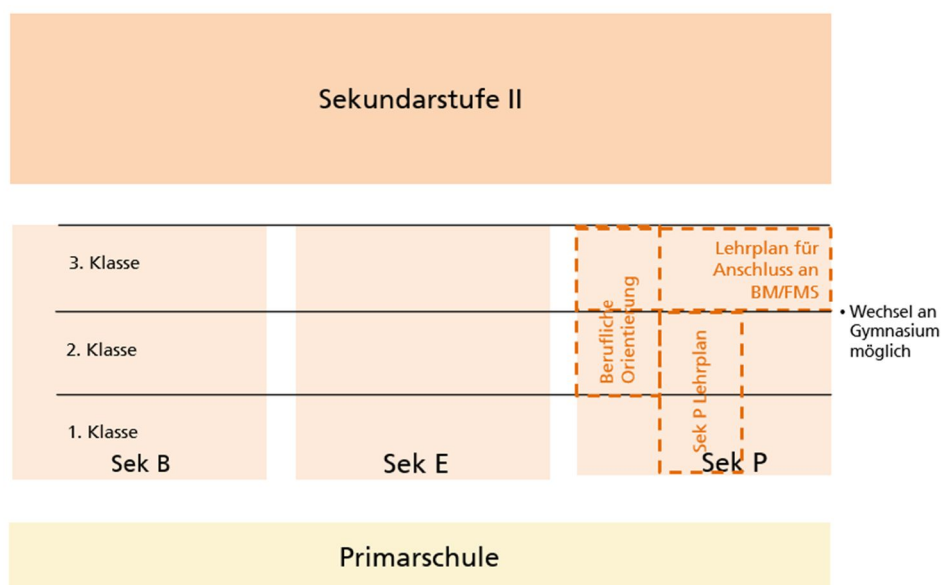 Sekundarstufe II
3. Klasse
Lehrplan für
Anschluss an
BM/FMS
Berufliche
Orientierung
• Wechsel an
Gymnasium
möglich
2. Klasse
Sek P Lehrplan
1. Klasse
Sek B
Sek E
Sek P
Primarschule